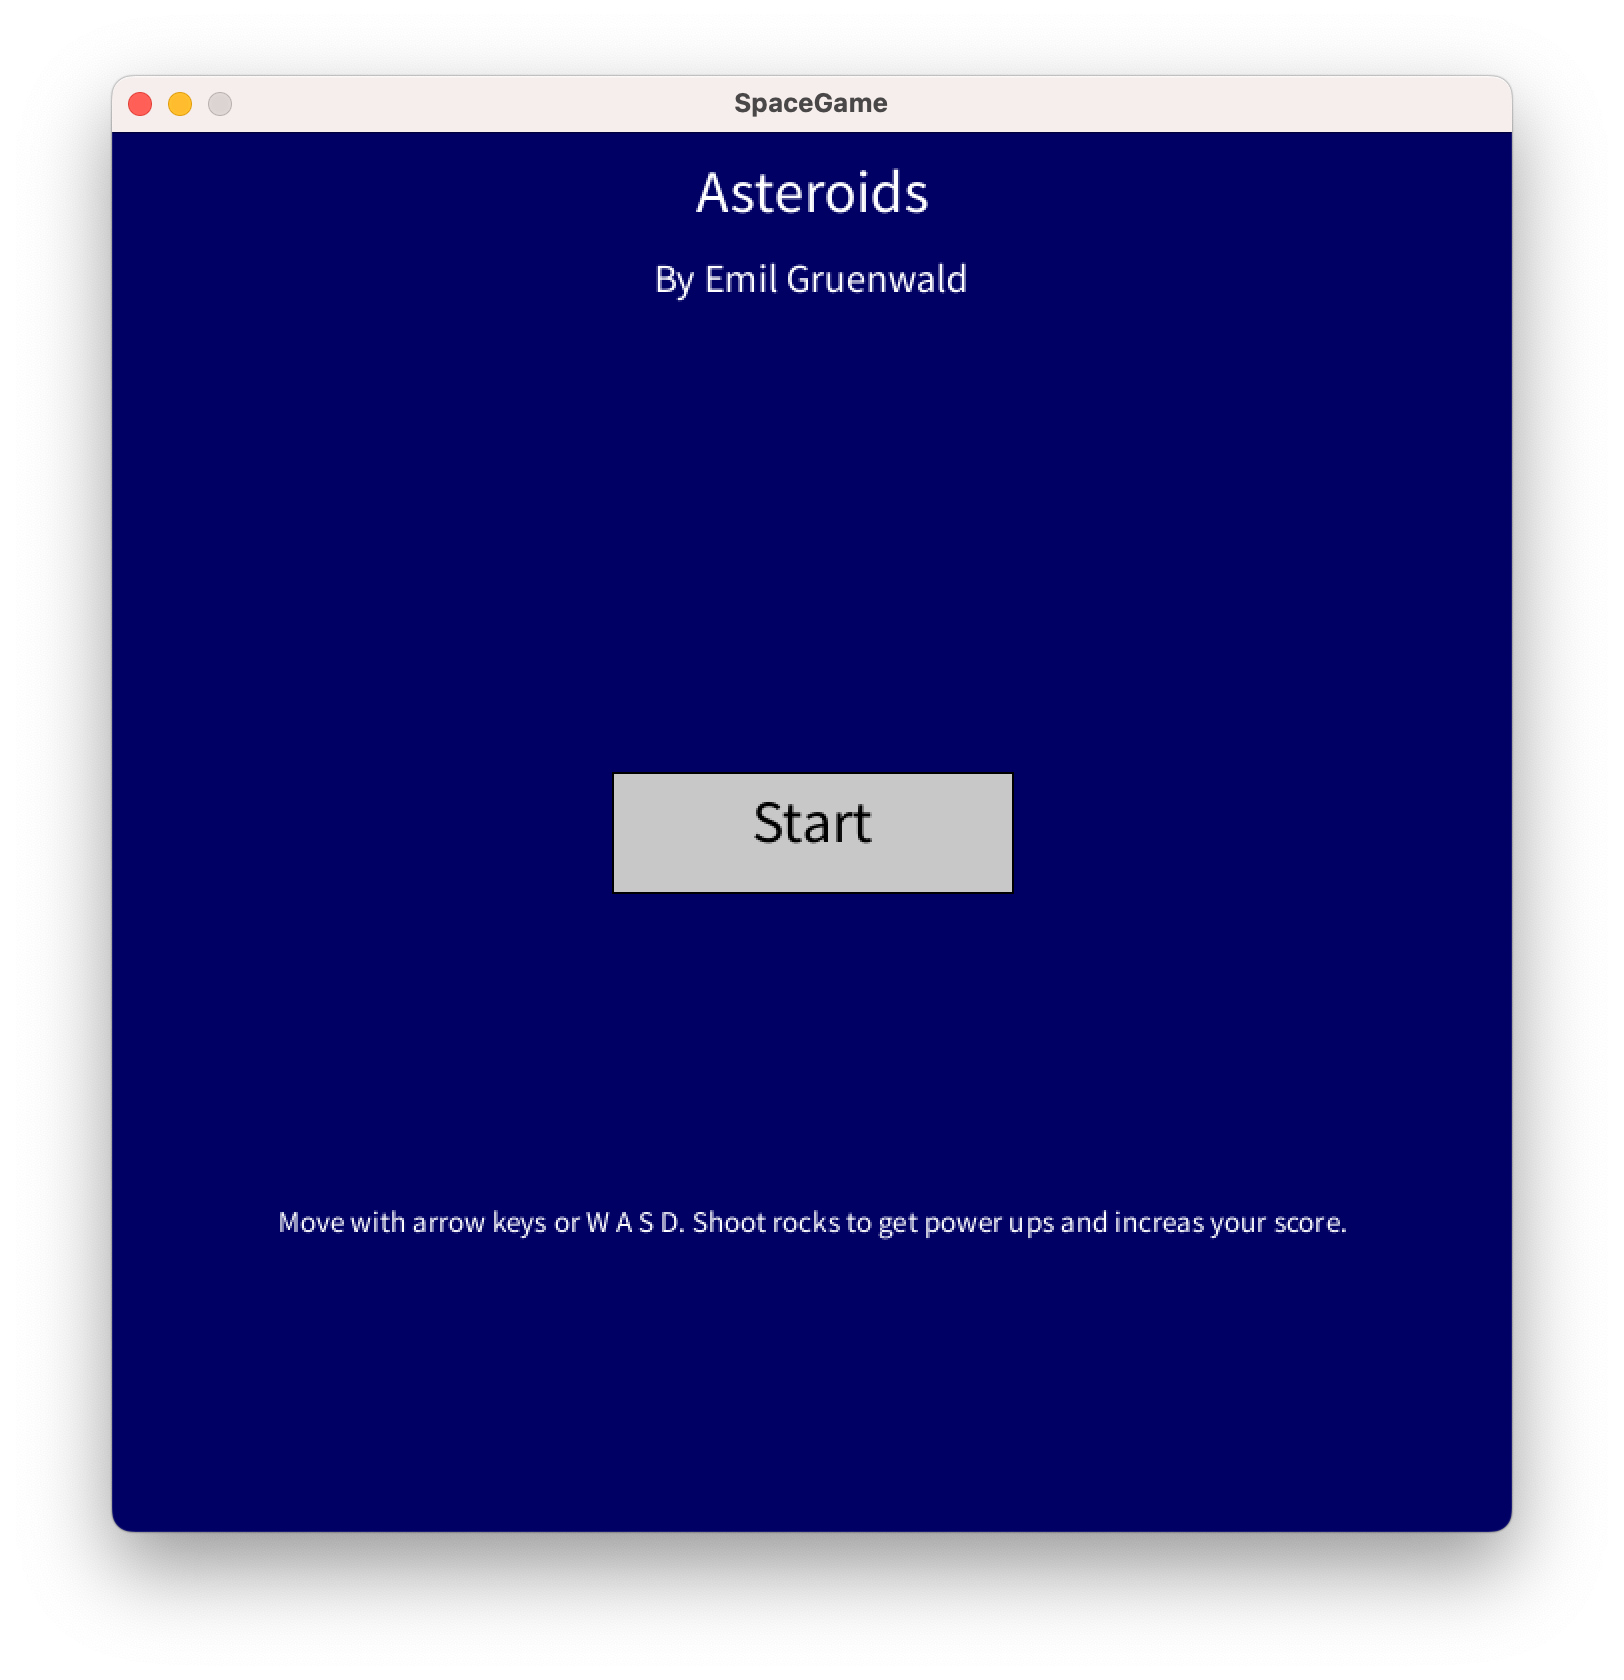 SpaceGame
Asteroids
By Emil Gruenwald
Start
Move with arrow keys or W A S D. Shoot rocks to get power ups and increas your score.